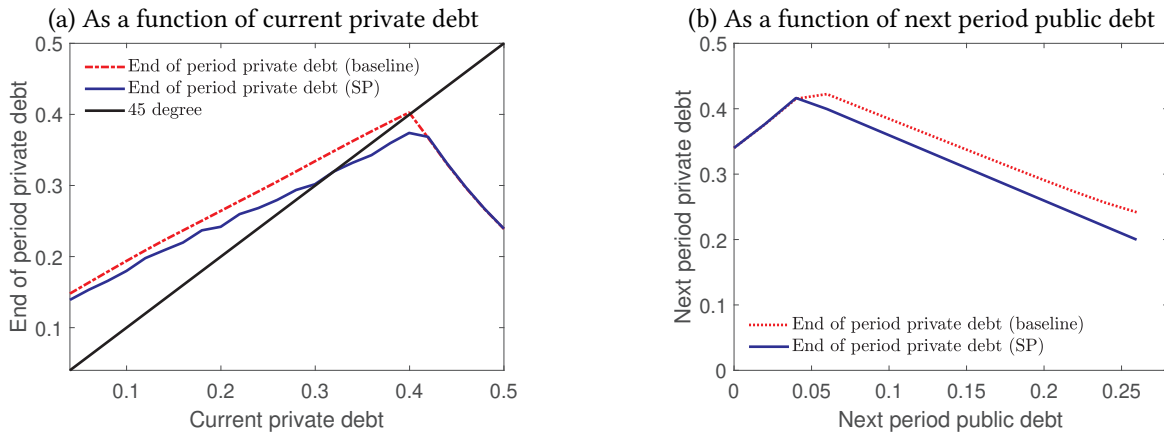 (a) As a function of current private debt
End of period private debt
0.5
0.4
0.3
0.2
0.1
End of period private debt (baseline)
End of period private debt (SP)
45 degree
0.1 0.2 0.3 0.4 0.5
Current private debt
(b) As a function of next period public debt
Next period private debt
0.5
0.4
0.3
0.2
0.1
0
End of period private debt (baseline)
End of period private debt (SP)
0 0.05 0.1 0.15 0.2 0.25
Next period public debt